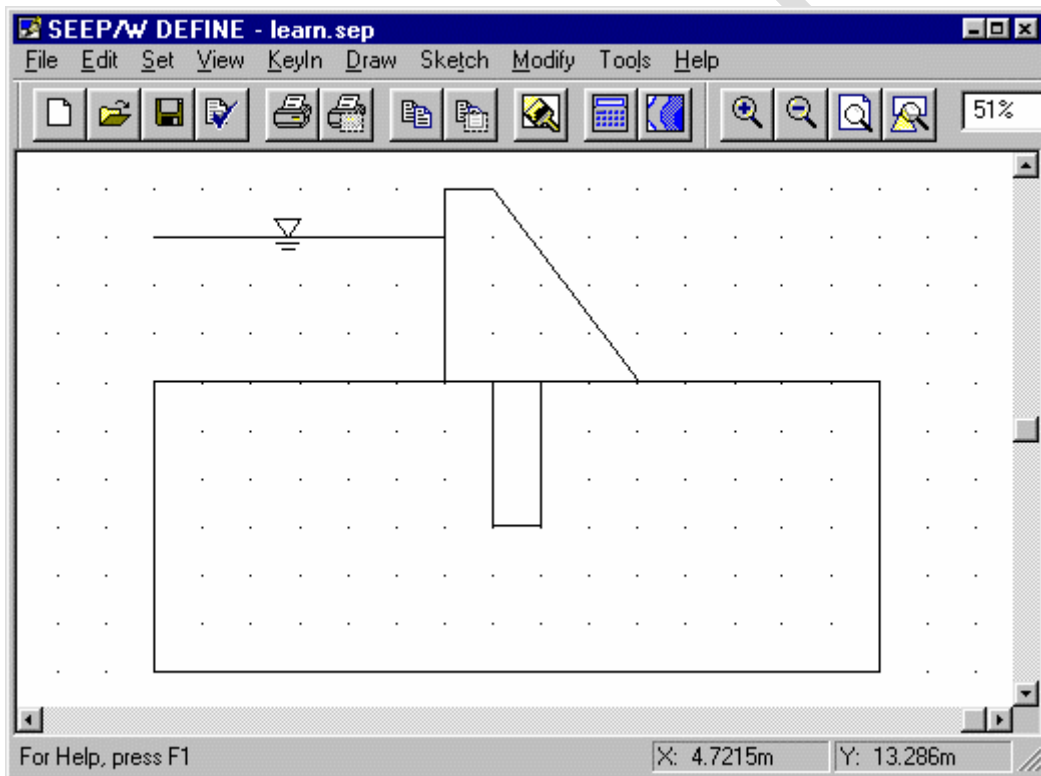 SEEP/W DEFINE - learn.sep
File Edit Set View KeyIn Draw Sketch Modify Tools Help
51%
For Help, press F1 X: 4.7215m Y: 13.286m